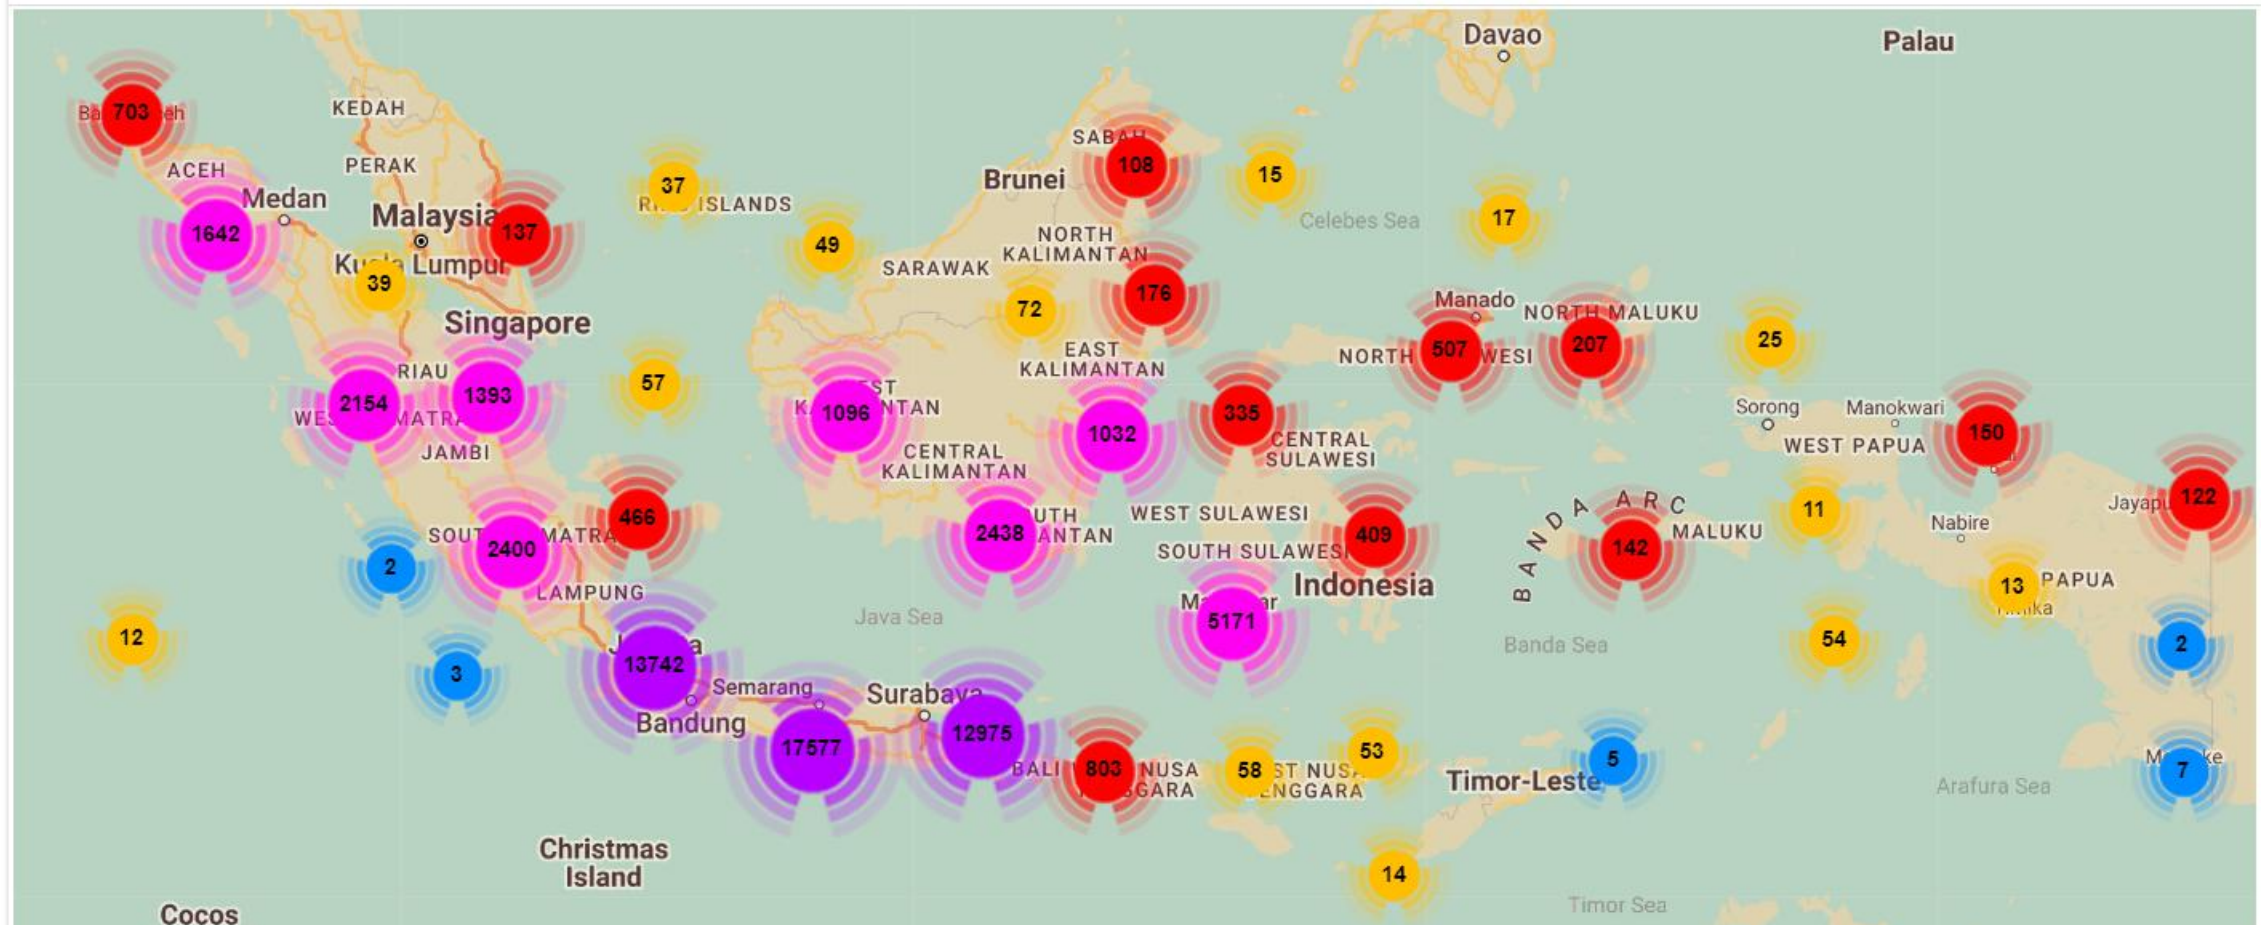 Davao
Palau
703
KEDAH
ACEH
PERAK
SABAH
108
15
Medan
37
ISLANDS
Brunei
Malaysia
1642
137
49
17
Celebes Sea
NORTH
KALIMANTAN
SARAWAK
Kuala Lumpur
39
72
176
Manado
NORTH MALUKU
Singapore
507
207
25
NORTH
EAST
KALIMANTAN
RIAU
57
2154
1393
1096
1032
335
Sorong
Manokwari
150
WEST PAPUA
JAMBI
CENTRAL
KALIMANTAN
CENTRAL
SULAWESI
122
466
2400
2438
WEST SULAWESI
409
BANDA ARC
142
MALUKU
11
Nabire
SOUTH SULAWESI
2
LAMPUNG
Indonesia
13
PAPUA
12
Java Sea
5171
Banda Sea
54
2
3
13742
Semarang
Surabaya
Bandung
17577
12975
BALI
803
NUSA
58
53
Timor-Leste
5
7
Arafura Sea
Christmas
Island
14
Cocos
Timor Sea